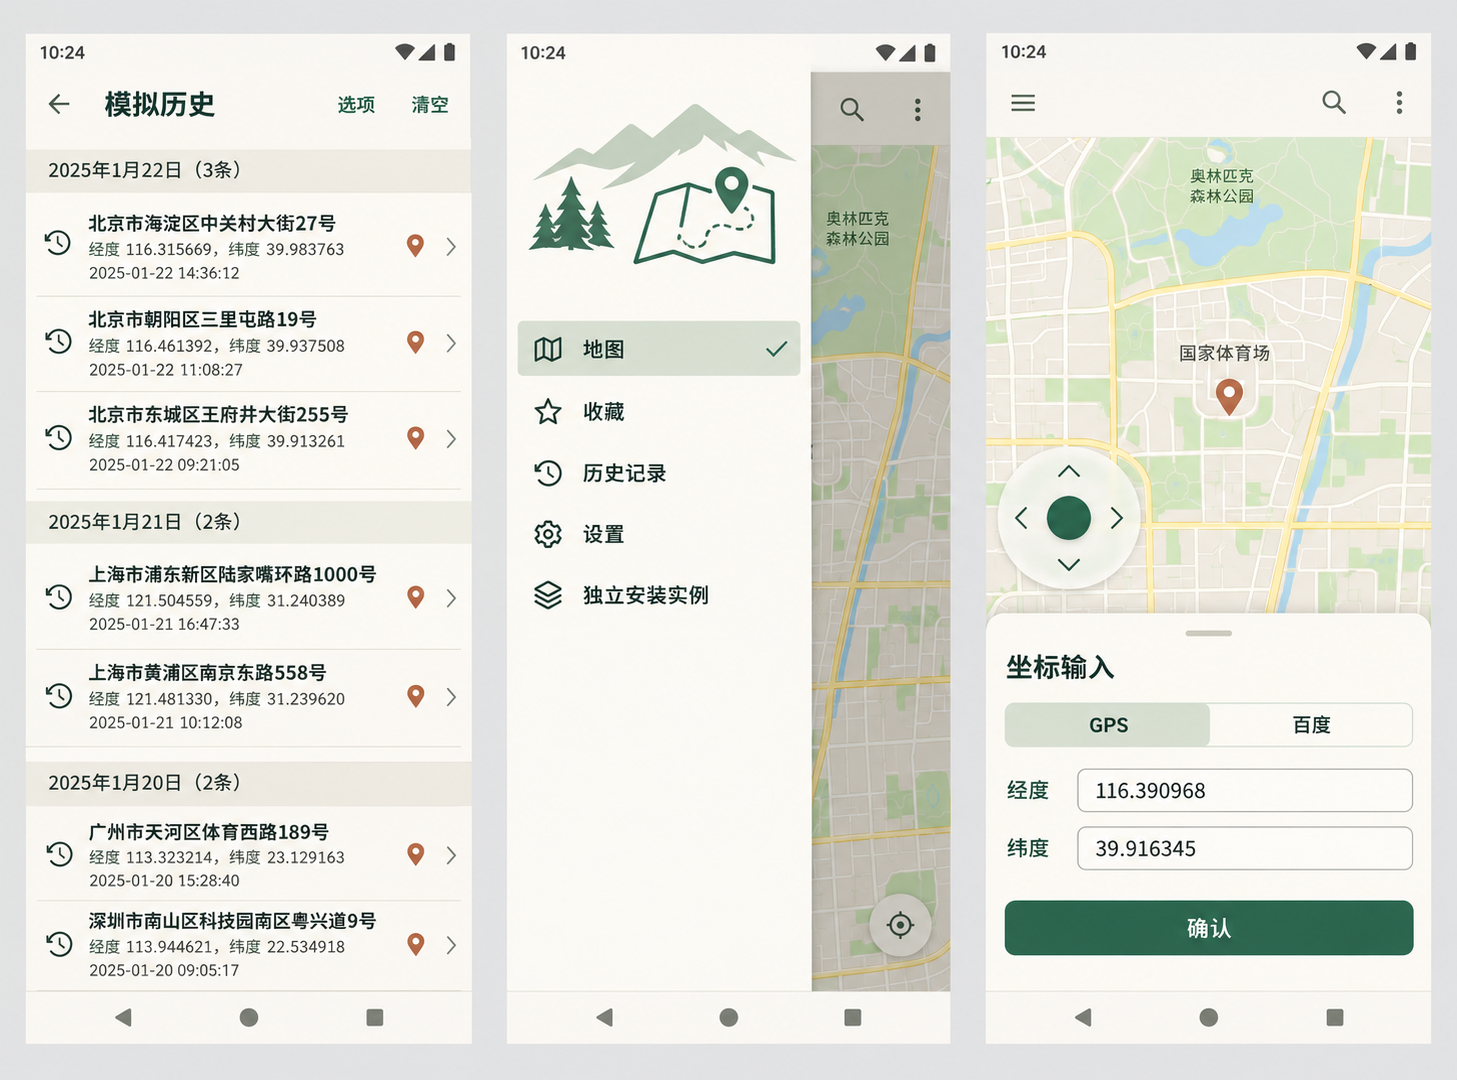 10:24
模拟历史
选项
清空
2025年1月22日（3条）
北京市海淀区中关村大街27号
经度 116.315669，纬度 39.983763
2025-01-22 14:36:12
北京市朝阳区三里屯路19号
经度 116.461392，纬度 39.937508
2025-01-22 11:08:27
北京市东城区王府井大街255号
经度 116.417423，纬度 39.913261
2025-01-22 09:21:05
2025年1月21日（2条）
上海市浦东新区陆家嘴环路1000号
经度 121.504559，纬度 31.240389
2025-01-21 16:47:33
上海市黄浦区南京东路558号
经度 121.481330，纬度 31.239620
2025-01-21 10:12:08
2025年1月20日（2条）
广州市天河区体育西路189号
经度 113.323214，纬度 23.129163
2025-01-20 15:28:40
深圳市南山区科技园南区粤兴道9号
经度 113.944621，纬度 22.534918
2025-01-20 09:05:17
10:24
奥林匹克
森林公园
地图
收藏
历史记录
设置
独立安装实例
10:24
奥林匹克
森林公园
国家体育场
坐标输入
GPS
百度
经度
116.390968
纬度
39.916345
确认